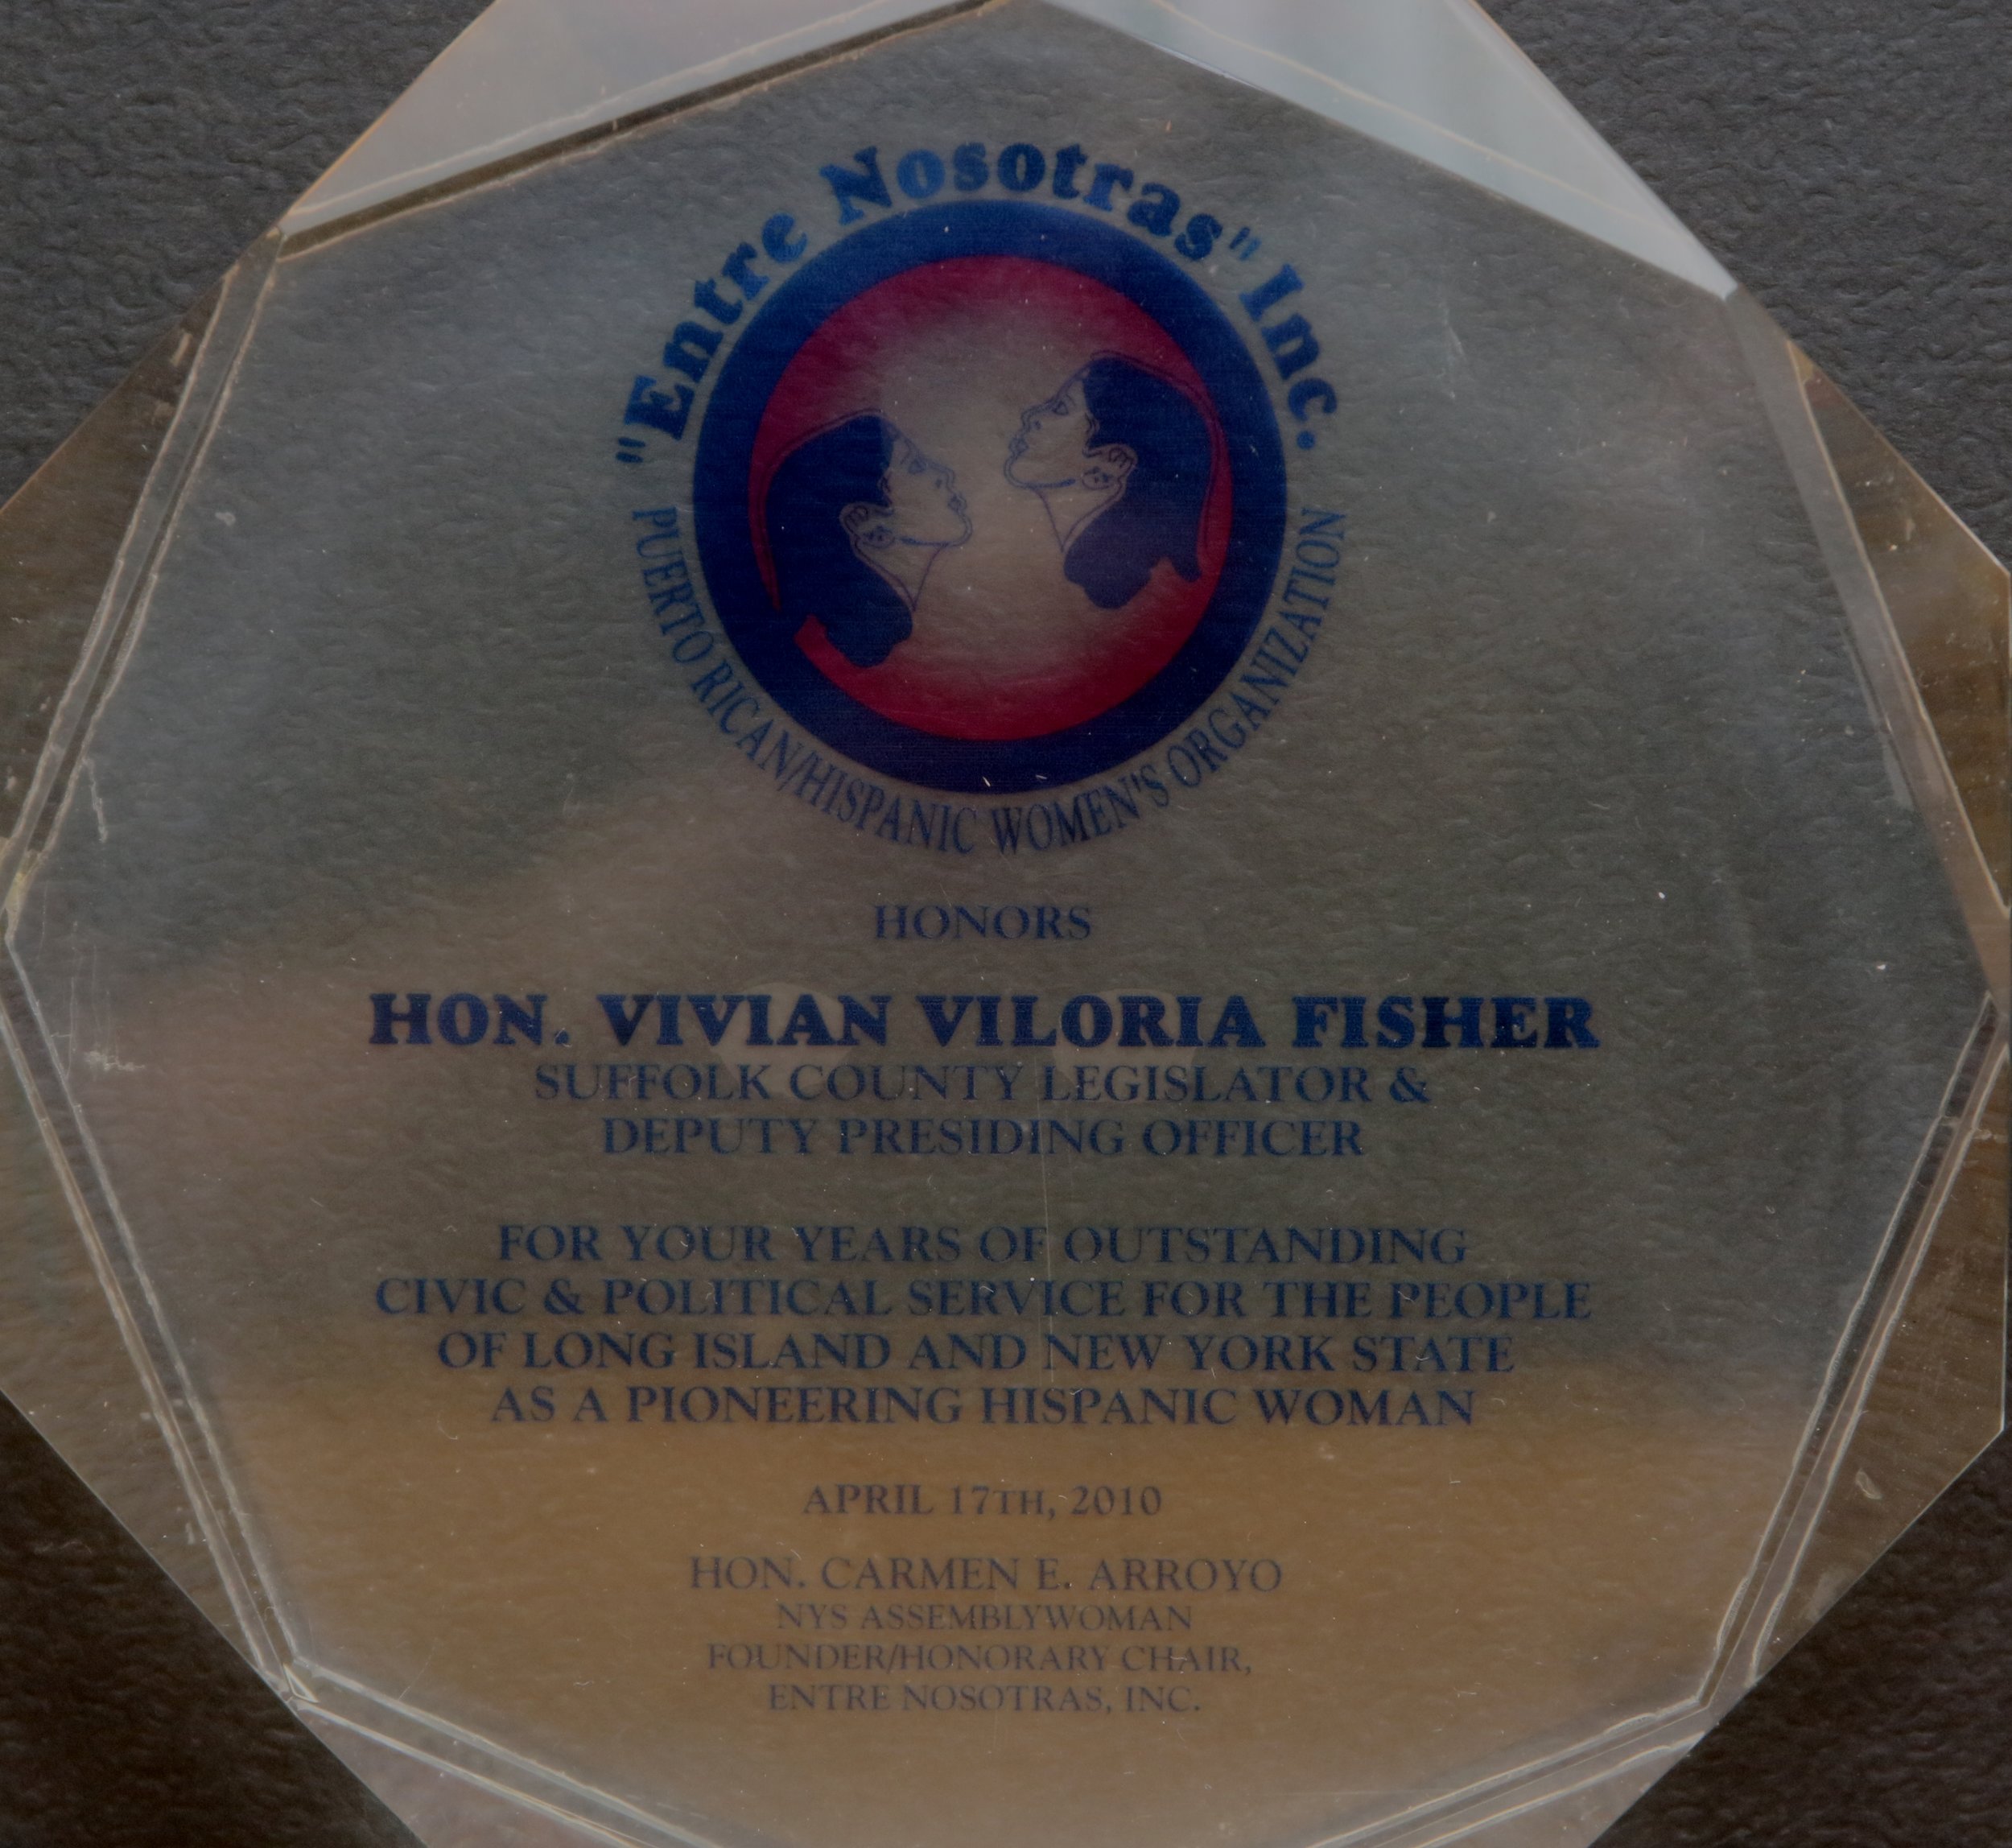 "Entre Nosotras" Inc.
PUERTO RICAN/HISPANIC WOMEN'S ORGANIZATION
HONORS
HON. VIVIAN VILORIA FISHER
SUFFOLK COUNTY LEGISLATOR &
DEPUTY PRESIDING OFFICER
FOR YOUR YEARS OF OUTSTANDING
CIVIC & POLITICAL SERVICE FOR THE PEOPLE
OF LONG ISLAND AND NEW YORK STATE
AS A PIONEERING HISPANIC WOMAN
APRIL 17TH, 2010
HON. CARMEN E. ARROYO
NYS ASSEMBLYWOMAN
FOUNDER/HONORARY CHAIR,
ENTRE NOSOTRAS, INC.